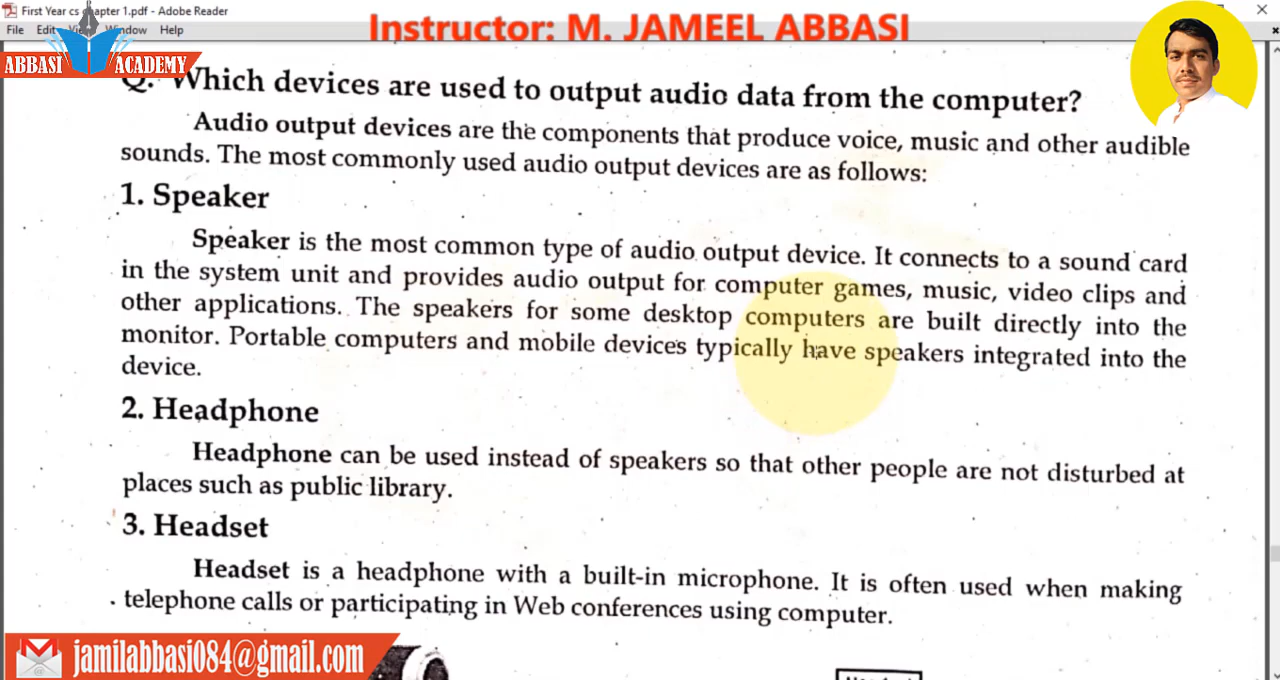 First Year cs chapter 1.pdf - Adobe Reader
Instructor: M. JAMEEL ABBASI
File Edit View Window Help
ABBASI ACADEMY
Q. Which devices are used to output audio data from the computer?
Audio output devices are the components that produce voice, music and other audible
sounds. The most commonly used audio output devices are as follows:
1. Speaker
Speaker is the most common type of audio output device. It connects to a sound card
in the system unit and provides audio output for computer games, music, video clips and
other applications. The speakers for some desktop computers are built directly into the
monitor. Portable computers and mobile devices typically have speakers integrated into the
device.
2. Headphone
Headphone can be used instead of speakers so that other people are not disturbed at
places such as public library.
3. Headset
Headset is a headphone with a built-in microphone. It is often used when making
telephone calls or participating in Web conferences using computer.
jamilabbasi084@gmail.com